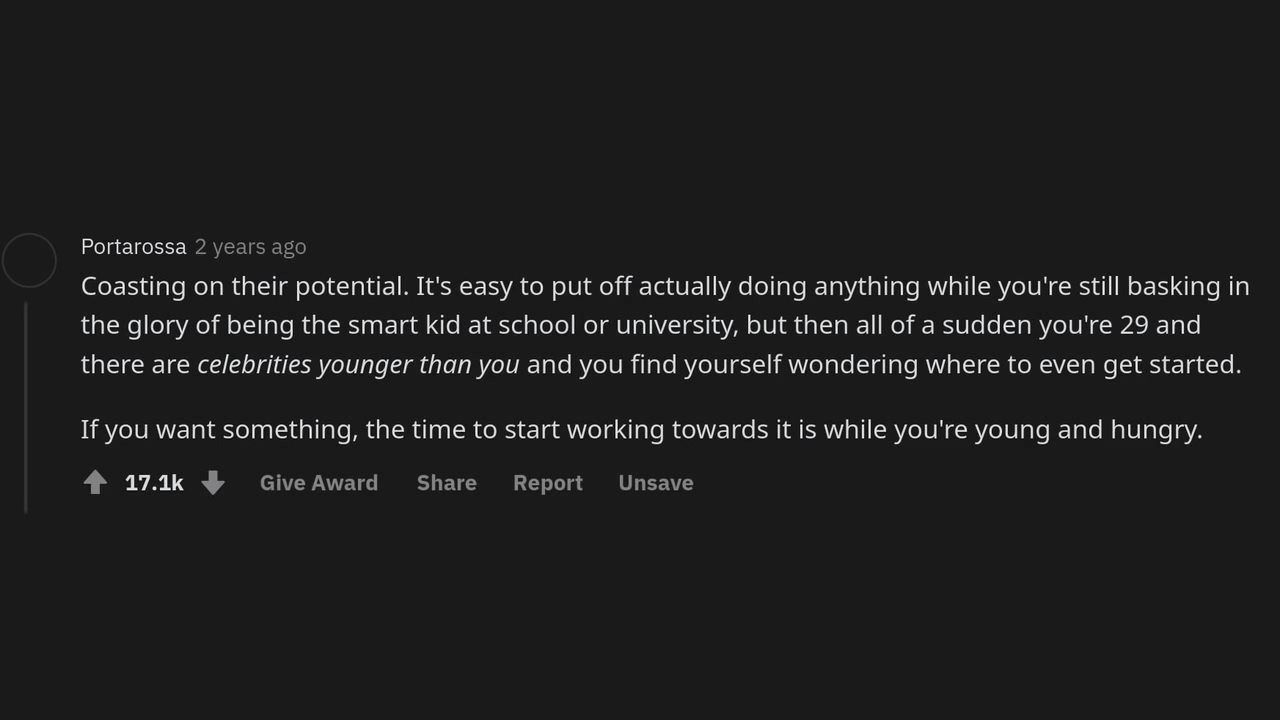 Portarossa 2 years ago
Coasting on their potential. It's easy to put off actually doing anything while you're still basking in
the glory of being the smart kid at school or university, but then all of a sudden you're 29 and
there are celebrities younger than you and you find yourself wondering where to even get started.
If you want something, the time to start working towards it is while you're young and hungry.
17.1k Give Award Share Report Unsave